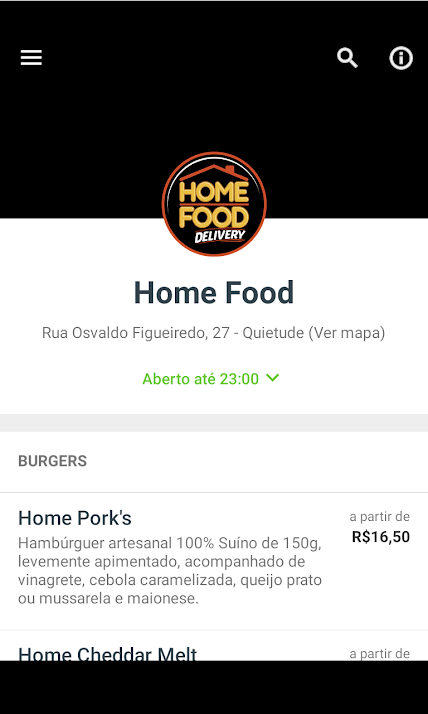 HOME
FOOD
DELIVERY
Home Food
Rua Osvaldo Figueiredo, 27 - Quietude (Ver mapa)
Aberto até 23:00
BURGERS
Home Pork's
a partir de
R$16,50
Hambúrguer artesanal 100% Suíno de 150g,
levemente apimentado, acompanhado de
vinagrete, cebola caramelizada, queijo prato
ou mussarela e maionese.
Home Cheddar Melt
a partir de